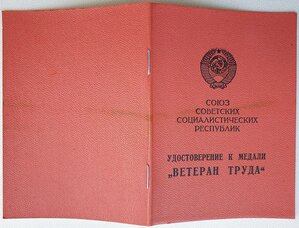 СОЮЗ
СОВЕТСКИХ
СОЦИАЛИСТИЧЕСКИХ
РЕСПУБЛИК
УДОСТОВЕРЕНИЕ К МЕДАЛИ
„ВЕТЕРАН ТРУДА“